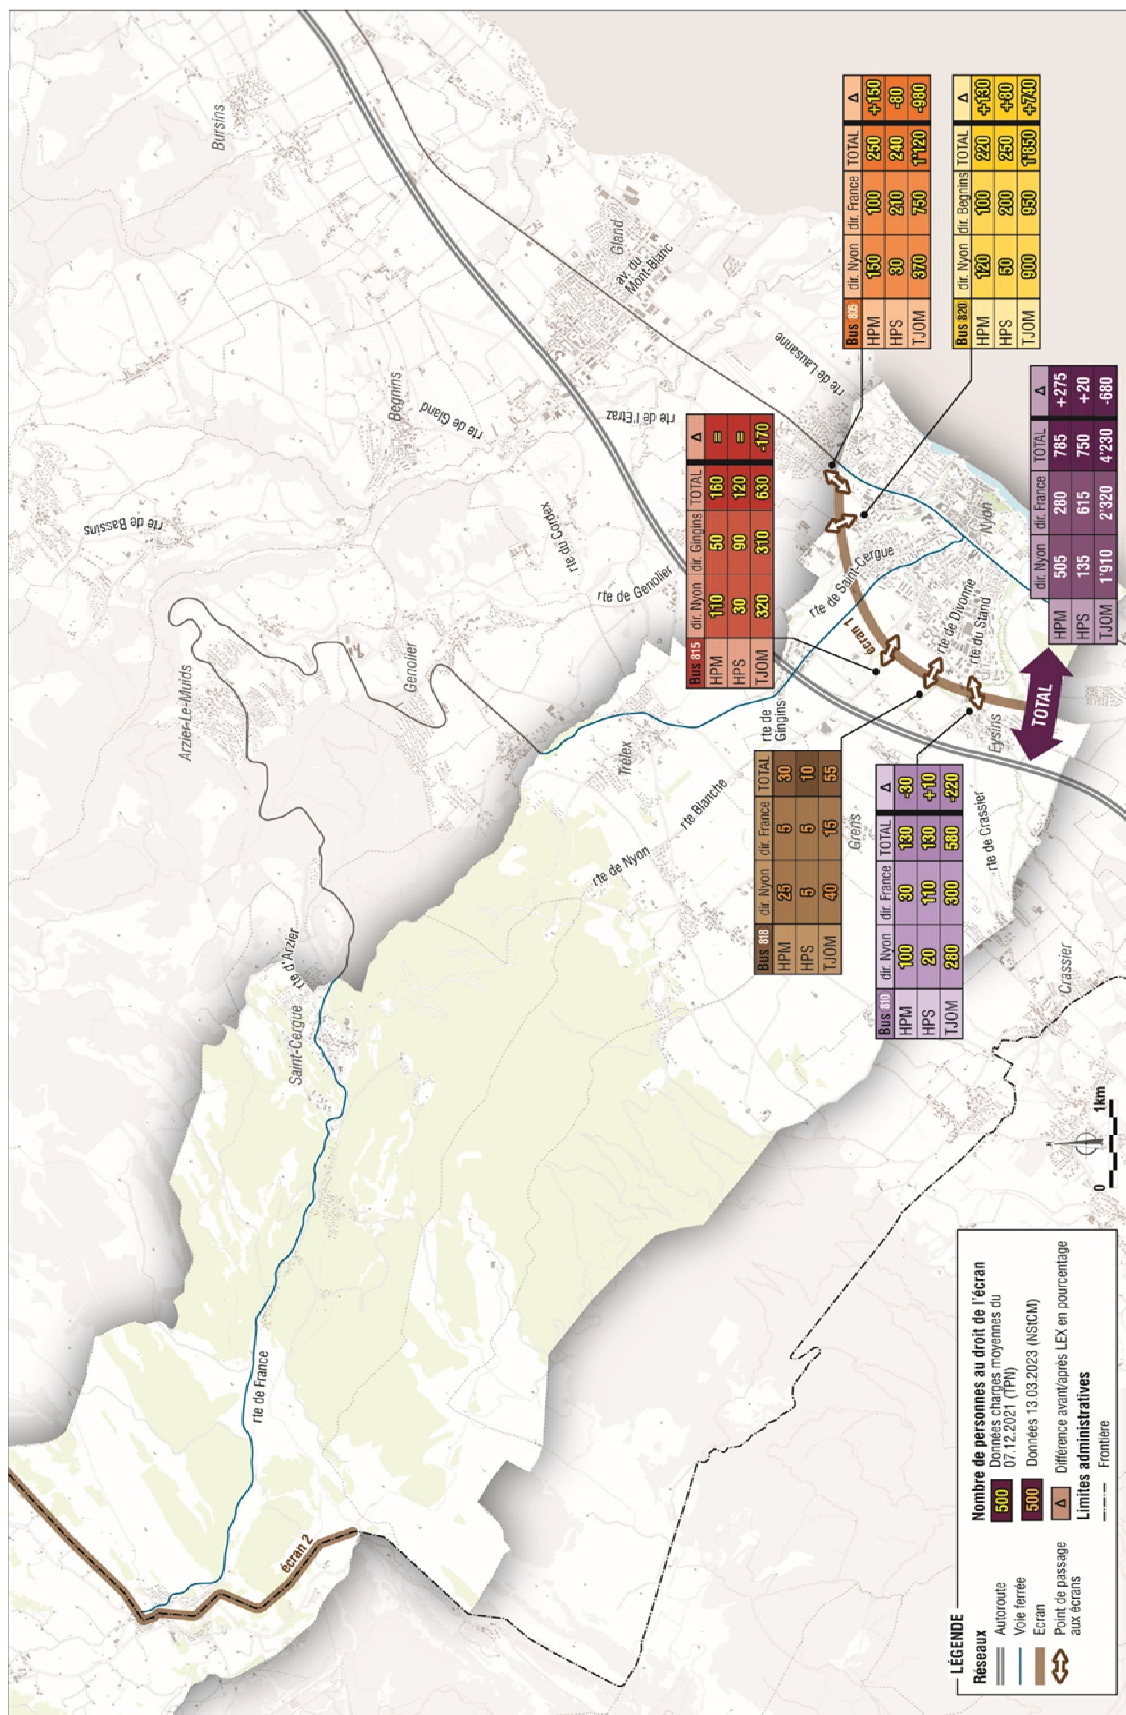 Bursins
rte de Bassins
Begnins
rte de Gland
Gland
av. du
Mont-Blanc
Arzier-Le-Muids
Genolier
rte du Cordex
rte de l'Etraz
rte de Genolier
rte de Lausanne
Saint-Cergue
rte d'Arzier
Trélex
rte de
Gingins
rte de Saint-Cergue
écran 1
Nyon
rte de Divonne
rte du Stand
rte Blanche
rte de Nyon
Grens
Eysins
rte de Crassier
Crassier
rte de France
écran 2
TOTAL
Bus 805 dir. Nyon dir. France TOTAL Δ
HPM 150 100 250 +150
HPS 30 210 240 -80
TJOM 370 750 1'120 -980
Bus 820 dir. Nyon dir. Begnins TOTAL Δ
HPM 120 100 220 +130
HPS 50 200 250 +80
TJOM 900 950 1'850 +740
Bus 815 dir. Nyon dir. Gingins TOTAL Δ
HPM 110 50 160 =
HPS 30 90 120 =
TJOM 320 310 630 -170
Bus 818 dir. Nyon dir. France TOTAL
HPM 25 5 30
HPS 5 5 10
TJOM 40 15 55
Bus 810 dir. Nyon dir. France TOTAL Δ
HPM 100 30 130 -30
HPS 20 110 130 +10
TJOM 280 300 580 -220
dir. Nyon dir. France TOTAL Δ
HPM 505 280 785 +275
HPS 135 615 750 +20
TJOM 1'910 2'320 4'230 -680
0 1km
N
LÉGENDE
Réseaux
Autoroute
Voie ferrée
Ecran
Point de passage
aux écrans
Nombre de personnes au droit de l'écran
500 Données charges moyennes du
07.12.2021 (TPN)
500 Données 13.03.2023 (NStCM)
Δ Différence avant/après LEX en pourcentage
Limites administratives
Frontière